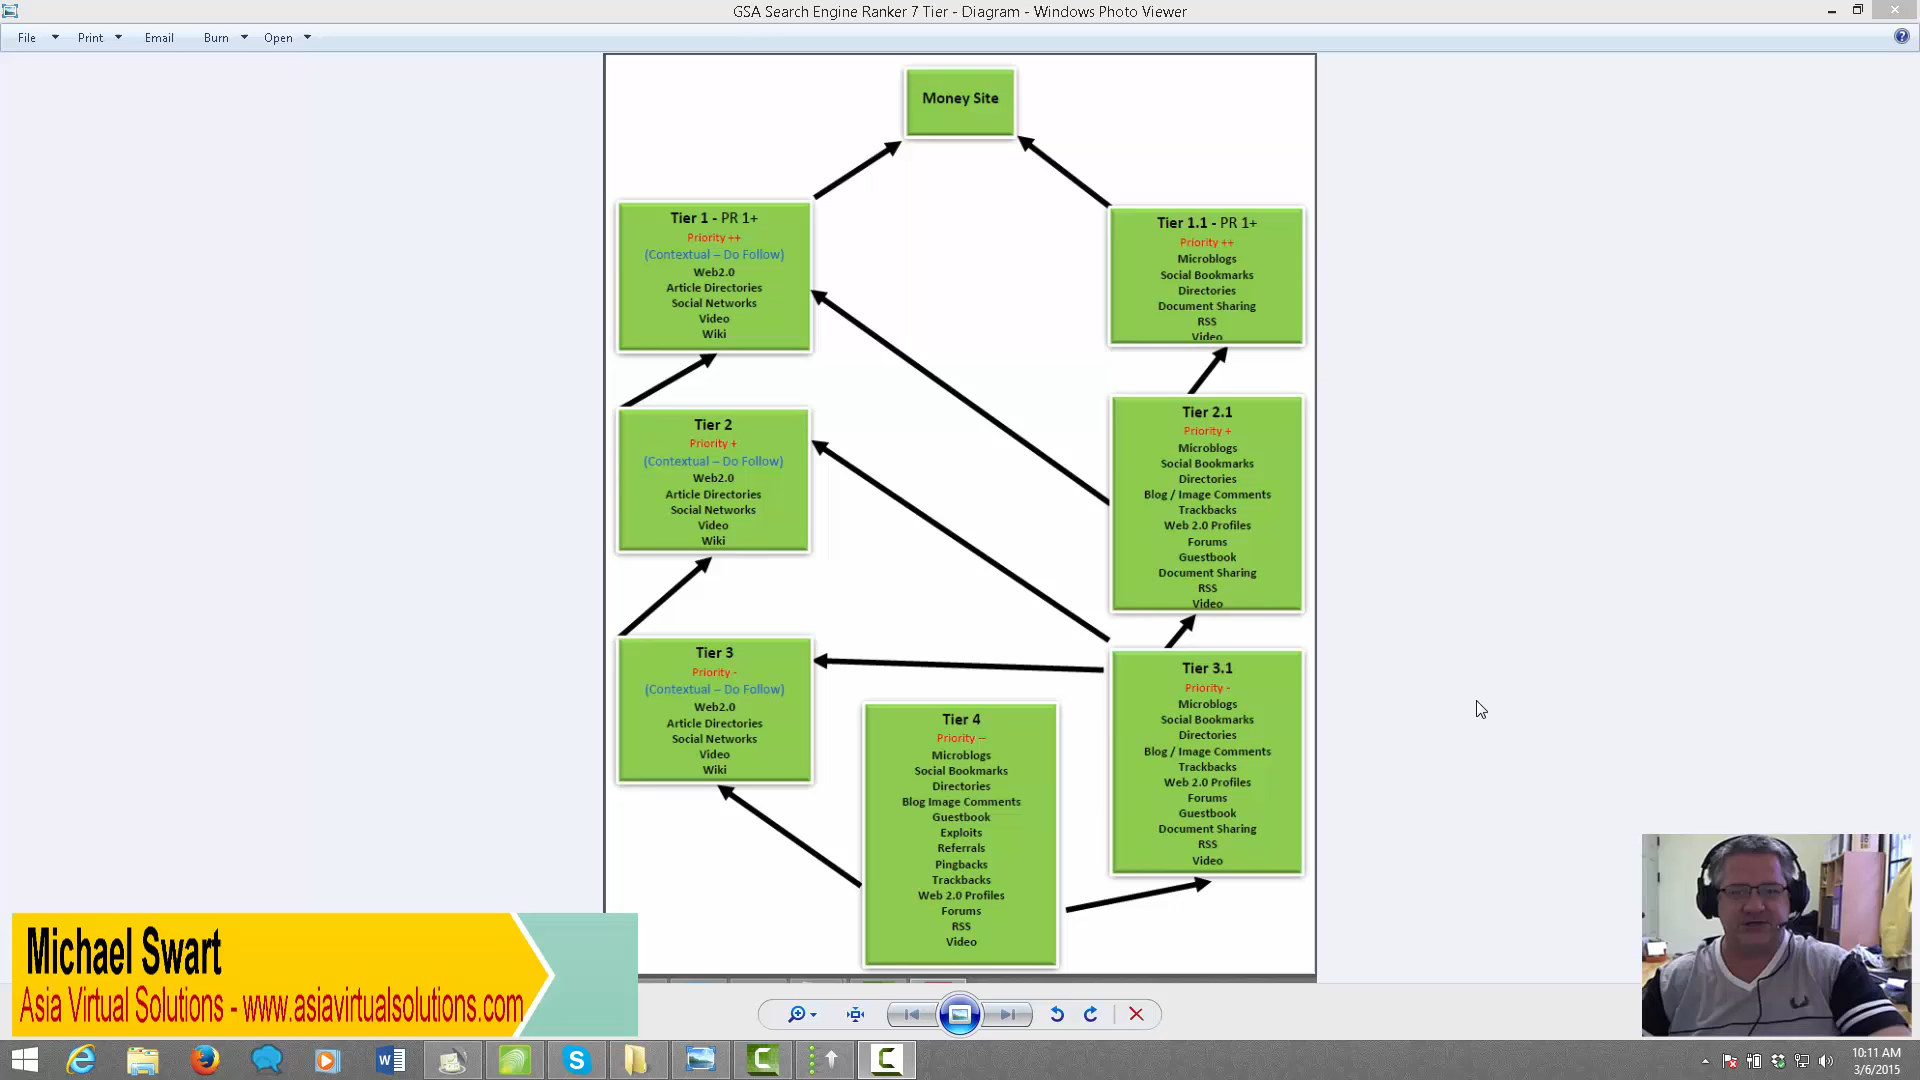 GSA Search Engine Ranker 7 Tier - Diagram - Windows Photo Viewer
File Print Email Burn Open
Money Site
Tier 1 - PR 1+
Priority ++
(Contextual – Do Follow)
Web2.0
Article Directories
Social Networks
Video
Wiki
Tier 1.1 - PR 1+
Priority ++
Microblogs
Social Bookmarks
Directories
Document Sharing
RSS
Video
Tier 2
Priority +
(Contextual – Do Follow)
Web2.0
Article Directories
Social Networks
Video
Wiki
Tier 2.1
Priority +
Microblogs
Social Bookmarks
Directories
Blog / Image Comments
Trackbacks
Web 2.0 Profiles
Forums
Guestbook
Document Sharing
RSS
Video
Tier 3
Priority -
(Contextual – Do Follow)
Web2.0
Article Directories
Social Networks
Video
Wiki
Tier 4
Priority --
Microblogs
Social Bookmarks
Directories
Blog Image Comments
Guestbook
Exploits
Referrals
Pingbacks
Trackbacks
Web 2.0 Profiles
Forums
RSS
Video
Tier 3.1
Priority -
Microblogs
Social Bookmarks
Directories
Blog / Image Comments
Trackbacks
Web 2.0 Profiles
Forums
Guestbook
Document Sharing
RSS
Video
Michael Swart
Asia Virtual Solutions - www.asiavirtualsolutions.com
10:11 AM
3/6/2015